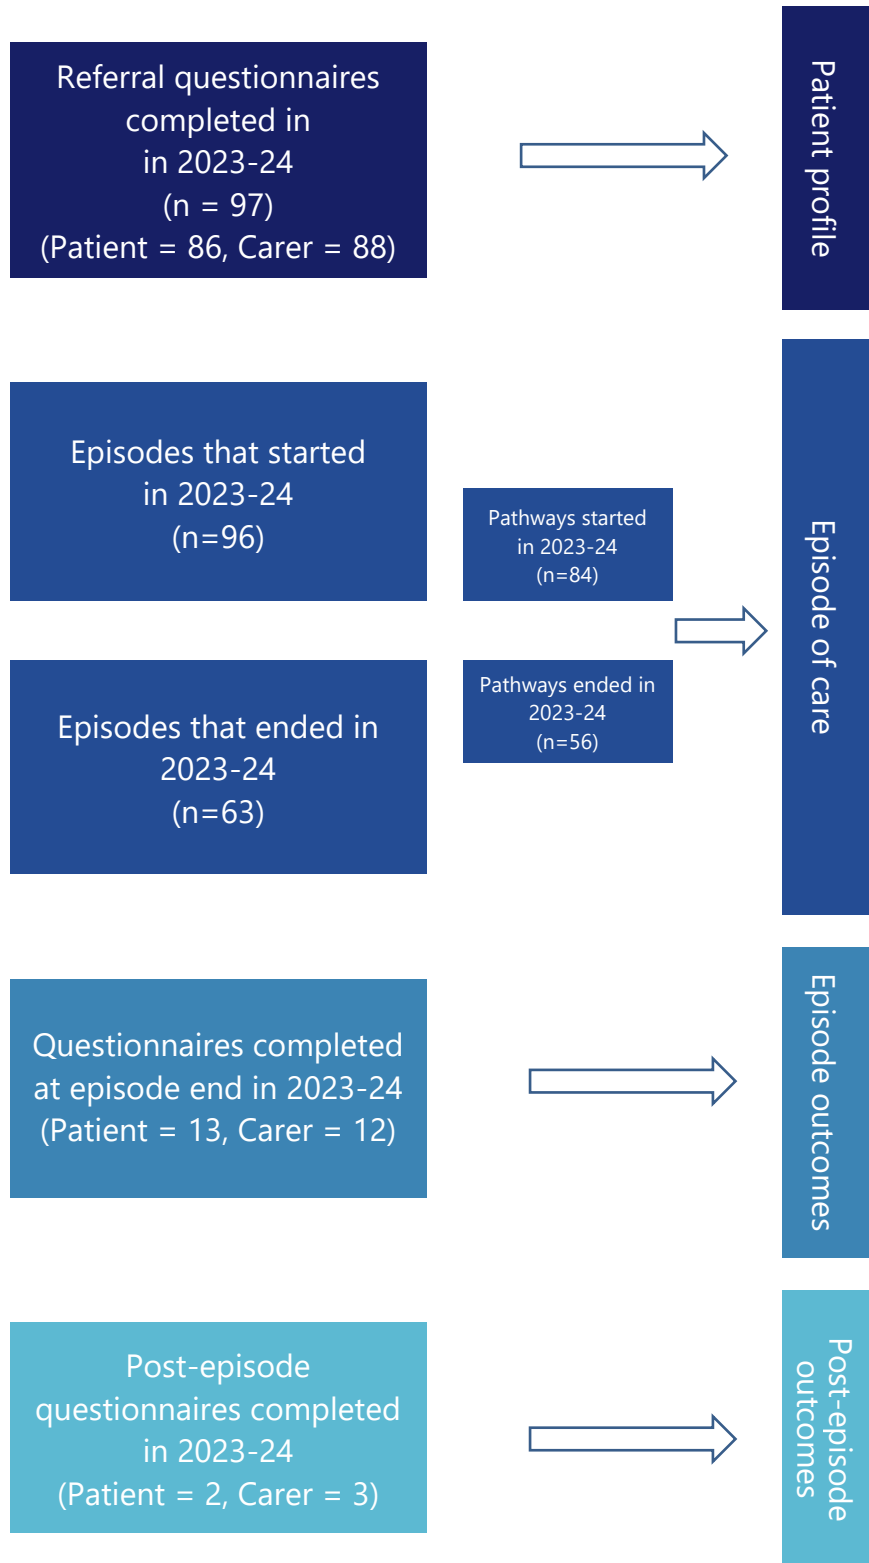 Referral questionnaires
completed in
in 2023-24
(n = 97)
(Patient = 86, Carer = 88)
Patient profile
Episodes that started
in 2023-24
(n=96)
Pathways started
in 2023-24
(n=84)
Episodes that ended in
2023-24
(n=63)
Pathways ended in
2023-24
(n=56)
Episode of care
Questionnaires completed
at episode end in 2023-24
(Patient = 13, Carer = 12)
Episode outcomes
Post-episode
questionnaires completed
in 2023-24
(Patient = 2, Carer = 3)
Post-episode
outcomes